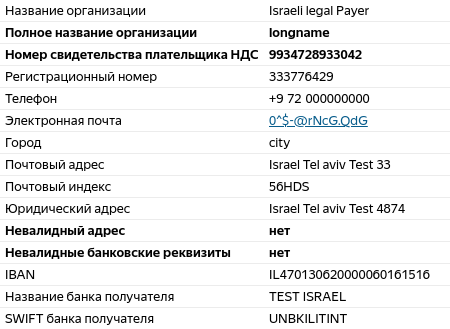 Название организации Israeli legal Payer
Полное название организации longname
Номер свидетельства плательщика НДС 9934728933042
Регистрационный номер 333776429
Телефон +9 72 000000000
Электронная почта 0^$-@rNcG.QdG
Город city
Почтовый адрес Israel Tel aviv Test 33
Почтовый индекс 56HDS
Юридический адрес Israel Tel aviv Test 4874
Невалидный адрес нет
Невалидные банковские реквизиты нет
IBAN IL470130620000060161516
Название банка получателя TEST ISRAEL
SWIFT банка получателя UNBKILITINT